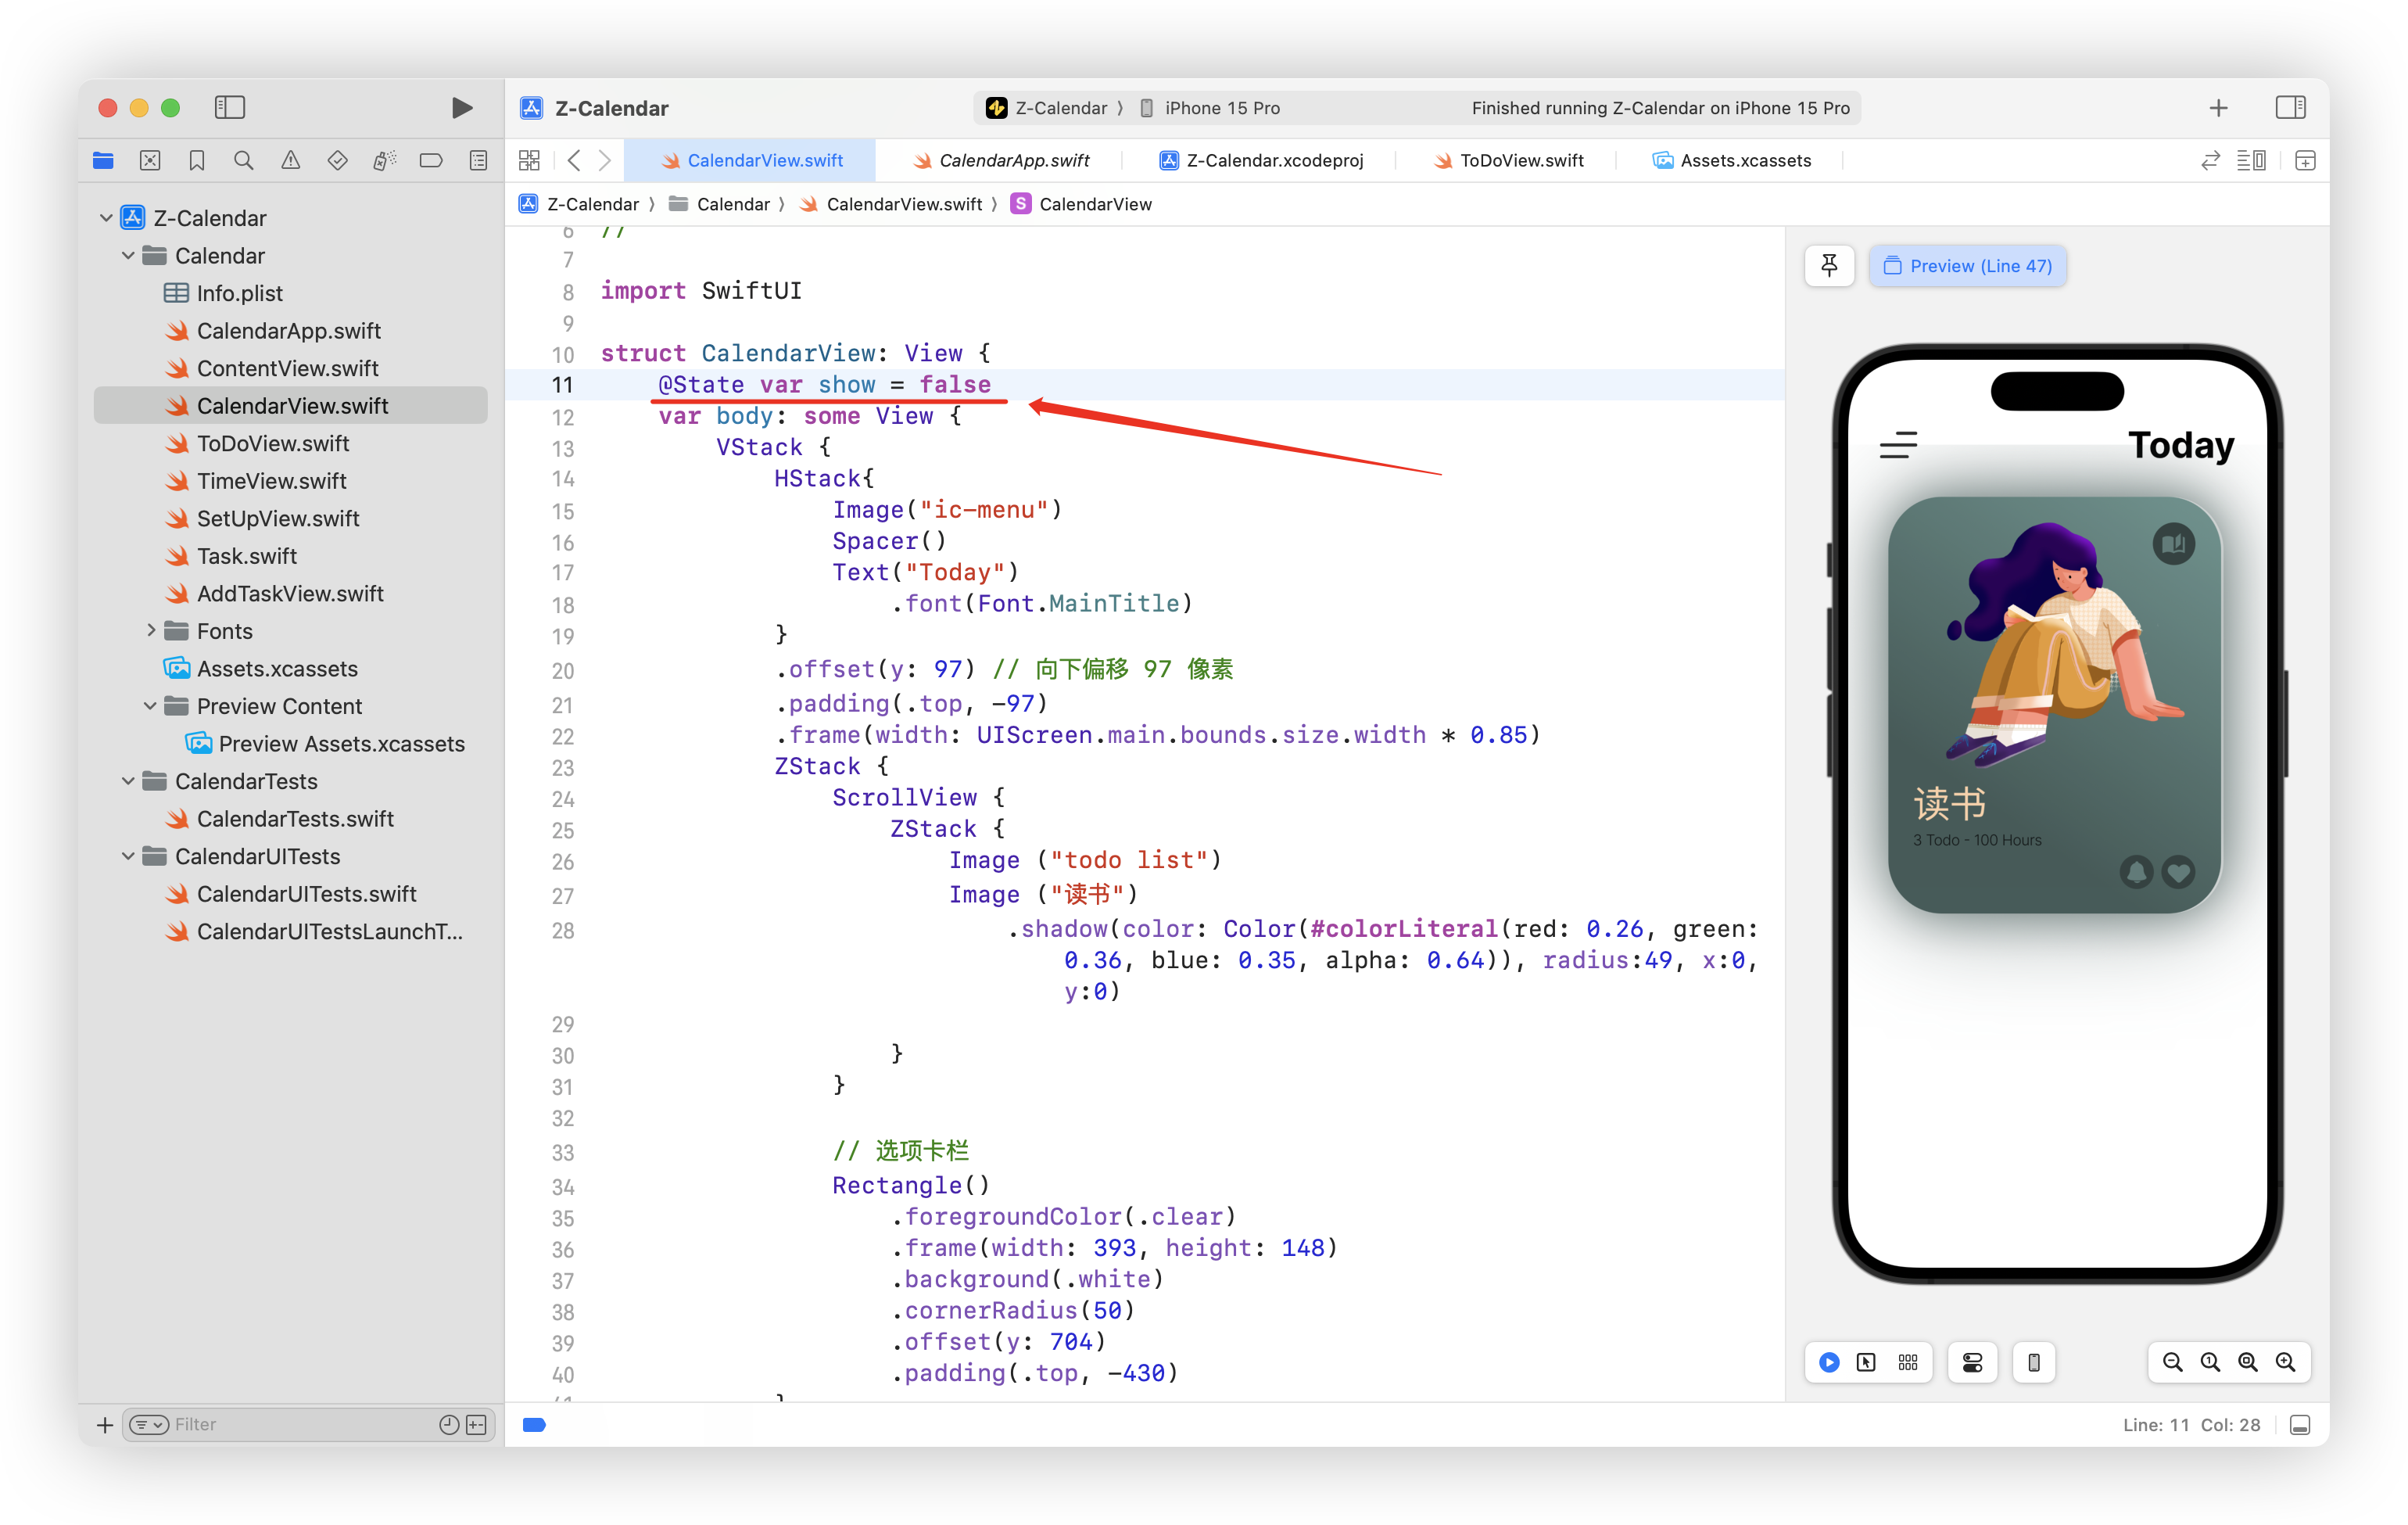 Z-Calendar
Z-Calendar 〉 iPhone 15 Pro
Finished running Z-Calendar on iPhone 15 Pro
CalendarView.swift
CalendarApp.swift
Z-Calendar.xcodeproj
ToDoView.swift
Assets.xcassets
Z-Calendar 〉 Calendar 〉 CalendarView.swift 〉 S CalendarView
Z-Calendar
Calendar
Info.plist
CalendarApp.swift
ContentView.swift
CalendarView.swift
ToDoView.swift
TimeView.swift
SetUpView.swift
Task.swift
AddTaskView.swift
Fonts
Assets.xcassets
Preview Content
Preview Assets.xcassets
CalendarTests
CalendarTests.swift
CalendarUITests
CalendarUITests.swift
CalendarUITestsLaunchT...
Filter
6 //
7
8 import SwiftUI
9
10 struct CalendarView: View {
11 @State var show = false
12 var body: some View {
13 VStack {
14 HStack{
15 Image("ic-menu")
16 Spacer()
17 Text("Today")
18 .font(Font.MainTitle)
19 }
20 .offset(y: 97) // 向下偏移 97 像素
21 .padding(.top, -97)
22 .frame(width: UIScreen.main.bounds.size.width * 0.85)
23 ZStack {
24 ScrollView {
25 ZStack {
26 Image ("todo list")
27 Image ("读书")
28 .shadow(color: Color(#colorLiteral(red: 0.26, green:
0.36, blue: 0.35, alpha: 0.64)), radius:49, x:0,
y:0)
29
30 }
31 }
32
33 // 选项卡栏
34 Rectangle()
35 .foregroundColor(.clear)
36 .frame(width: 393, height: 148)
37 .background(.white)
38 .cornerRadius(50)
39 .offset(y: 704)
40 .padding(.top, -430)
41 }
Preview (Line 47)
Today
读书
3 Todo - 100 Hours
Line: 11 Col: 28